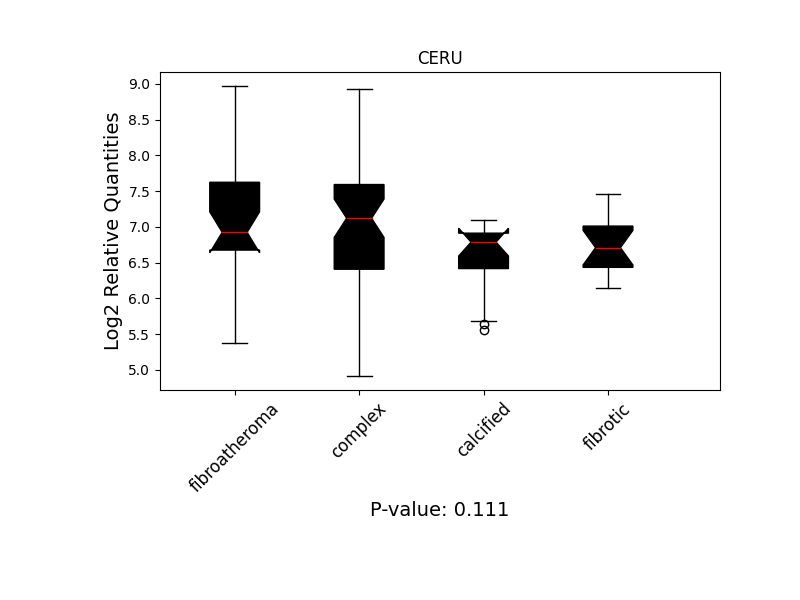 CERU
Log2 Relative Quantities
9.0
8.5
8.0
7.5
7.0
6.5
6.0
5.5
5.0
fibroatheroma
complex
calcified
fibrotic
P-value: 0.111